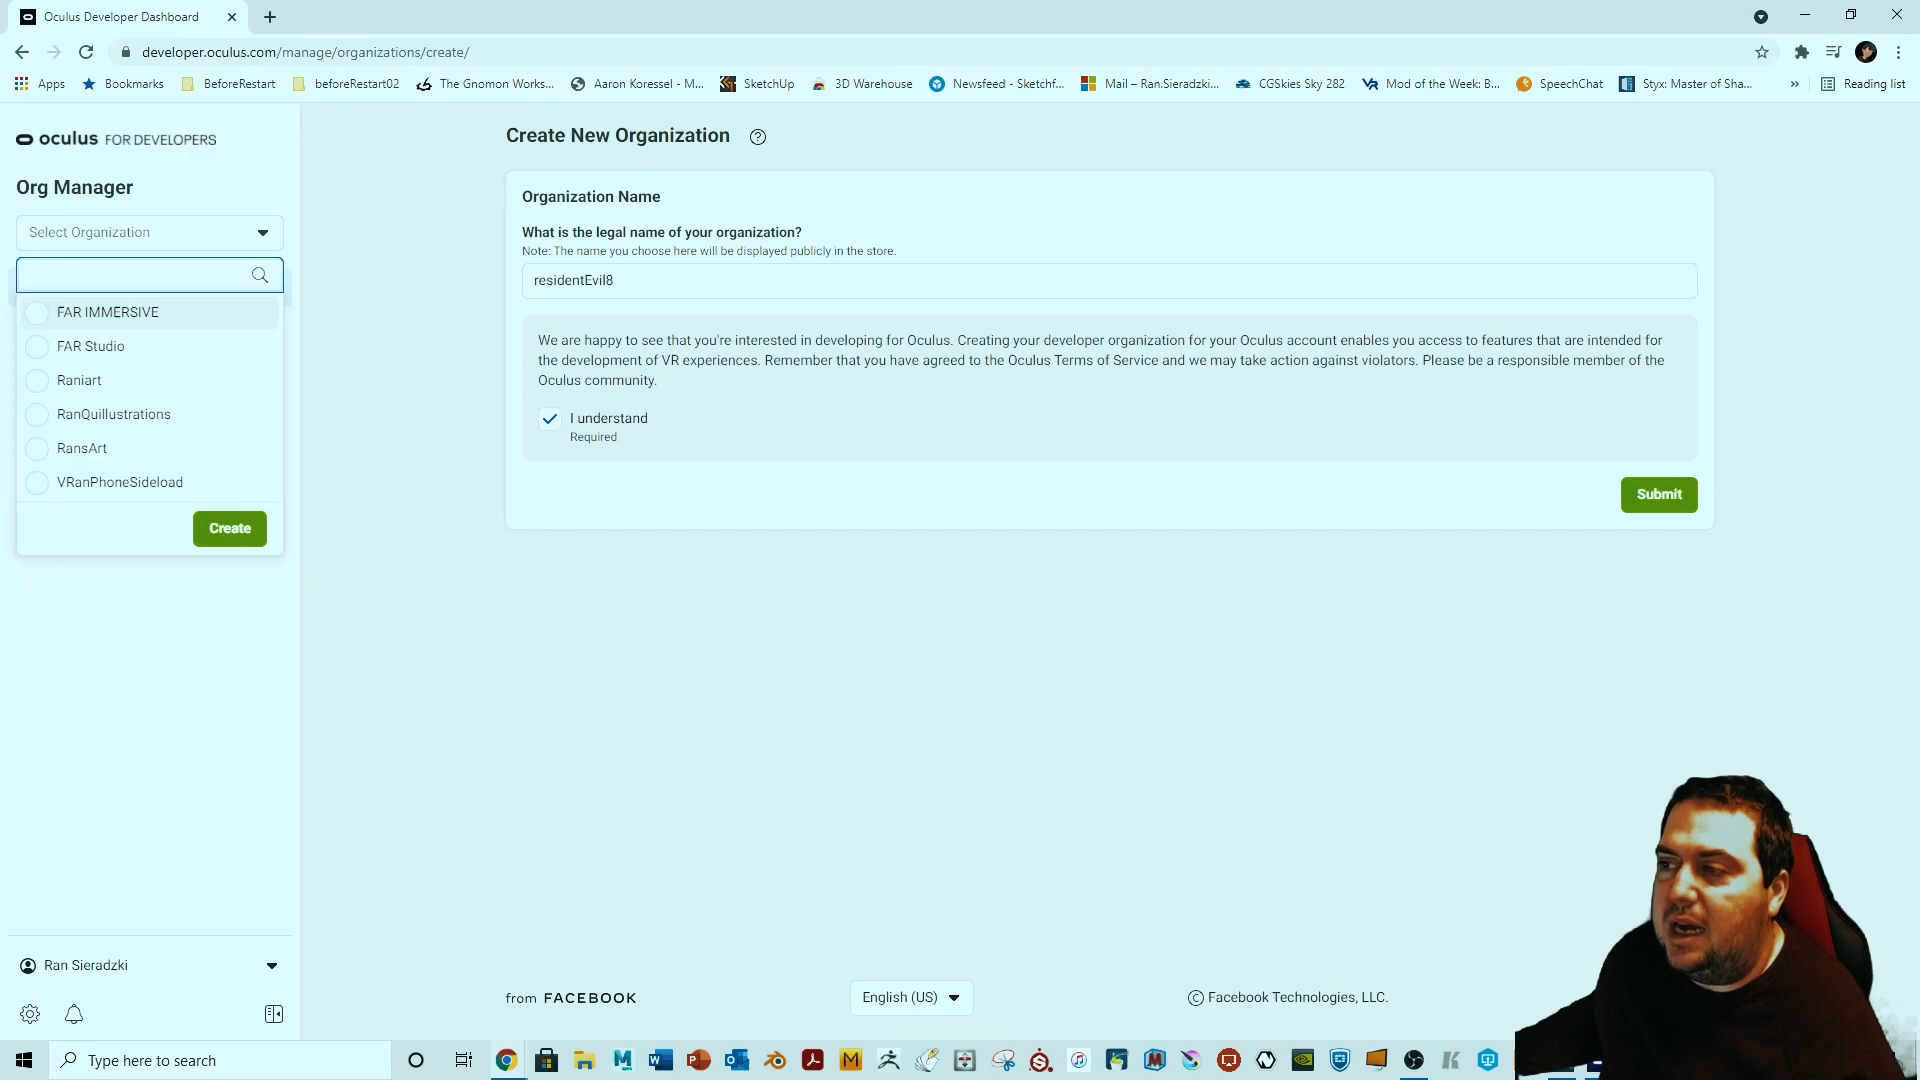 Oculus Developer Dashboard
developer.oculus.com/manage/organizations/create/
Apps Bookmarks BeforeRestart beforeRestart02 The Gnomon Works... Aaron Koressel - M... SketchUp 3D Warehouse Newsfeed - Sketchf... Mail – Ran.Sieradzki... CGSkies Sky 282 Mod of the Week: B... SpeechChat Styx: Master of Sha... » Reading list
oculus FOR DEVELOPERS
Org Manager
Select Organization
FAR IMMERSIVE
FAR Studio
Raniart
RanQuillustrations
RansArt
VRanPhoneSideload
Create
Create New Organization
Organization Name
What is the legal name of your organization?
Note: The name you choose here will be displayed publicly in the store.
residentEvil8
We are happy to see that you're interested in developing for Oculus. Creating your developer organization for your Oculus account enables you access to features that are intended for
the development of VR experiences. Remember that you have agreed to the Oculus Terms of Service and we may take action against violators. Please be a responsible member of the
Oculus community.
I understand
Required
Submit
Ran Sieradzki
from FACEBOOK
English (US)
© Facebook Technologies, LLC.
Type here to search